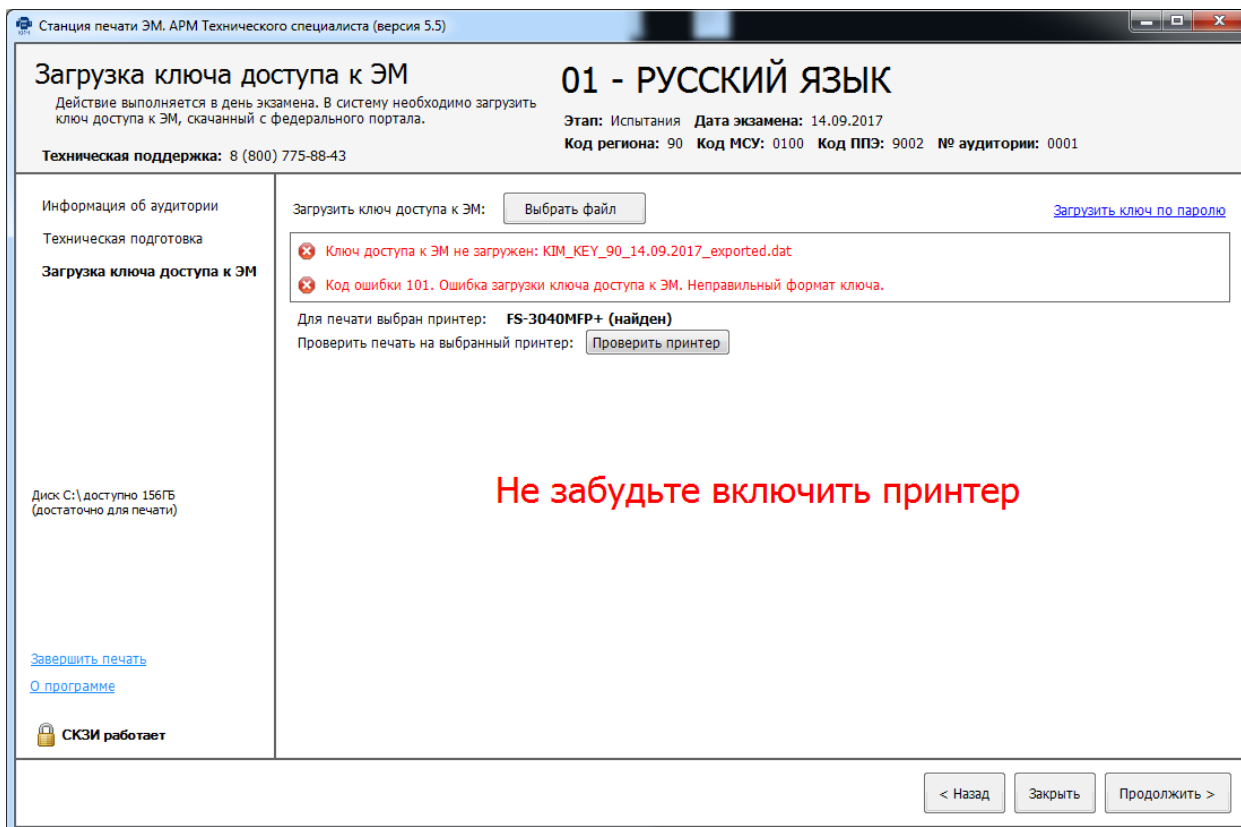 Станция печати ЭМ. АРМ Технического специалиста (версия 5.5)
Загрузка ключа доступа к ЭМ
Действие выполняется в день экзамена. В систему необходимо загрузить
ключ доступа к ЭМ, скачанный с федерального портала.
Техническая поддержка: 8 (800) 775-88-43
01 - РУССКИЙ ЯЗЫК
Этап: Испытания Дата экзамена: 14.09.2017
Код региона: 90 Код МСУ: 0100 Код ППЭ: 9002 № аудитории: 0001
Информация об аудитории
Техническая подготовка
Загрузка ключа доступа к ЭМ
Загрузить ключ доступа к ЭМ: Выбрать файл Загрузить ключ по паролю
Ключ доступа к ЭМ не загружен: KIM_KEY_90_14.09.2017_exported.dat
Код ошибки 101. Ошибка загрузки ключа доступа к ЭМ. Неправильный формат ключа.
Для печати выбран принтер: FS-3040MFP+ (найден)
Проверить печать на выбранный принтер: Проверить принтер
Не забудьте включить принтер
Диск C:\ доступно 156ГБ
(достаточно для печати)
Завершить печать
О программе
СКЗИ работает
< Назад Закрыть Продолжить >